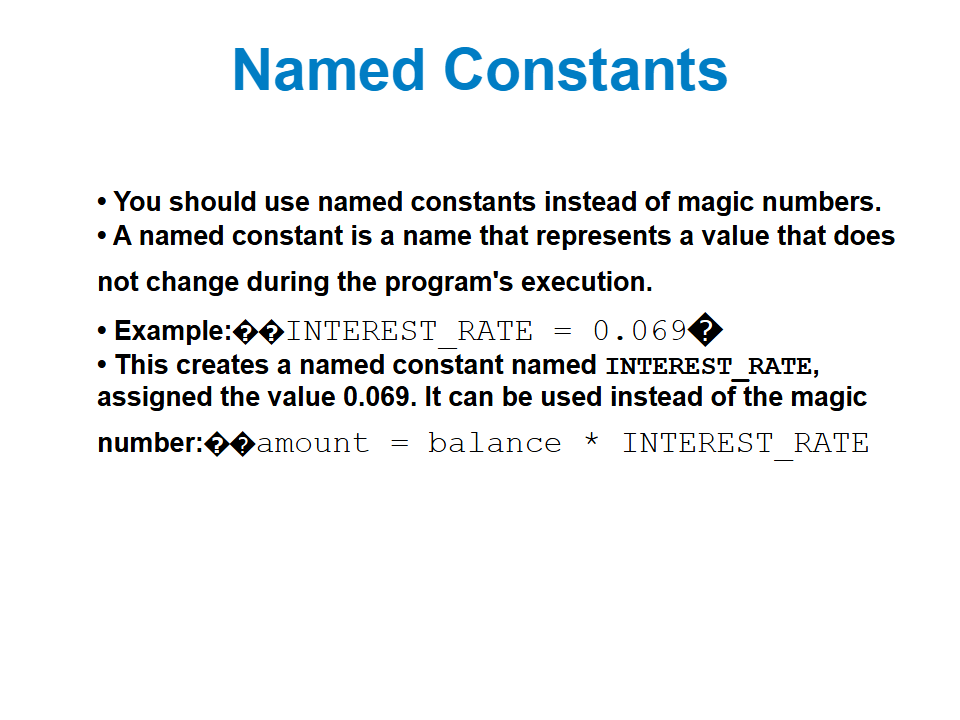 Named Constants
• You should use named constants instead of magic numbers.
• A named constant is a name that represents a value that does
not change during the program's execution.
• Example:��INTEREST_RATE = 0.069�
• This creates a named constant named INTEREST_RATE,
assigned the value 0.069. It can be used instead of the magic
number:��amount = balance * INTEREST_RATE